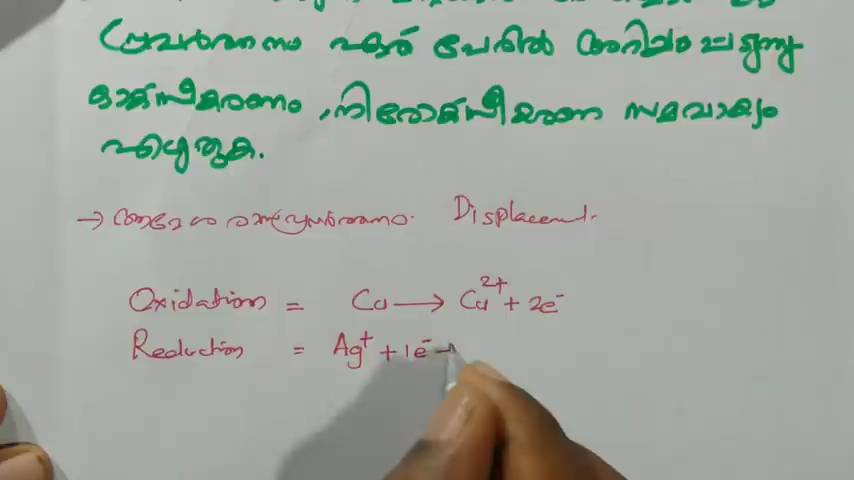 പ്രവർത്തനം ഏത് പേരിൽ അറിയപ്പെടുന്നു
ഓക്സീകരണം, നിരോക്സീകരണ സമവാക്യം
എഴുതുക.
→ ആദേശ രാസപ്രവർത്തനം. Displacement.
Oxidation = Cu → Cu²⁺ + 2e⁻
Reduction = Ag⁺ + 1e⁻